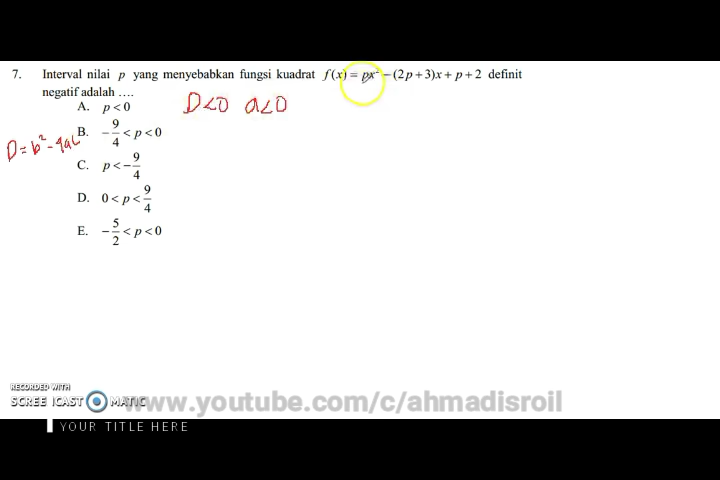 7. Interval nilai p yang menyebabkan fungsi kuadrat f(x) = px² − (2p + 3)x + p + 2 definit
negatif adalah ….
A. p < 0
D<0 a<0
B. −9/4 < p < 0
D = b² - 4ac
C. p < −9/4
D. 0 < p < 9/4
E. −5/2 < p < 0
RECORDED WITH
SCREENCAST MATIC
www.youtube.com/c/ahmadisroil
YOUR TITLE HERE